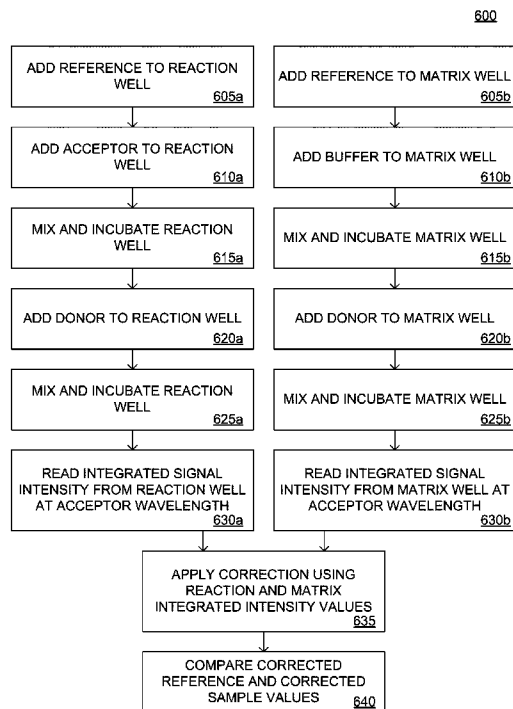 600
ADD REFERENCE TO REACTION
WELL
605a
ADD REFERENCE TO MATRIX WELL
605b
ADD ACCEPTOR TO REACTION
WELL
610a
ADD BUFFER TO MATRIX WELL
610b
MIX AND INCUBATE REACTION
WELL
615a
MIX AND INCUBATE MATRIX WELL
615b
ADD DONOR TO REACTION WELL
620a
ADD DONOR TO MATRIX WELL
620b
MIX AND INCUBATE REACTION
WELL
625a
MIX AND INCUBATE MATRIX WELL
625b
READ INTEGRATED SIGNAL
INTENSITY FROM REACTION WELL
AT ACCEPTOR WAVELENGTH
630a
READ INTEGRATED SIGNAL
INTENSITY FROM MATRIX WELL AT
ACCEPTOR WAVELENGTH
630b
APPLY CORRECTION USING
REACTION AND MATRIX
INTEGRATED INTENSITY VALUES
635
COMPARE CORRECTED
REFERENCE AND CORRECTED
SAMPLE VALUES
640